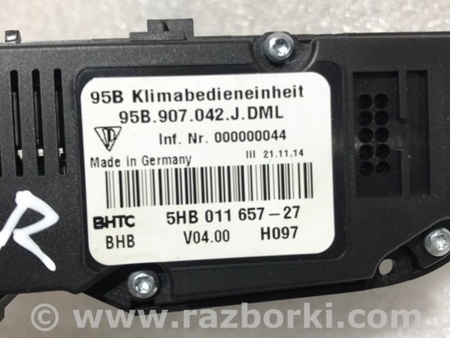 95B Klimabedieneinheit
95B.907.042.J.DML
Inf. Nr. 000000044
Made in Germany III 21.11.14
BHTC 5HB 011 657-27
BHB V04.00 H097
R
www.razborki.com